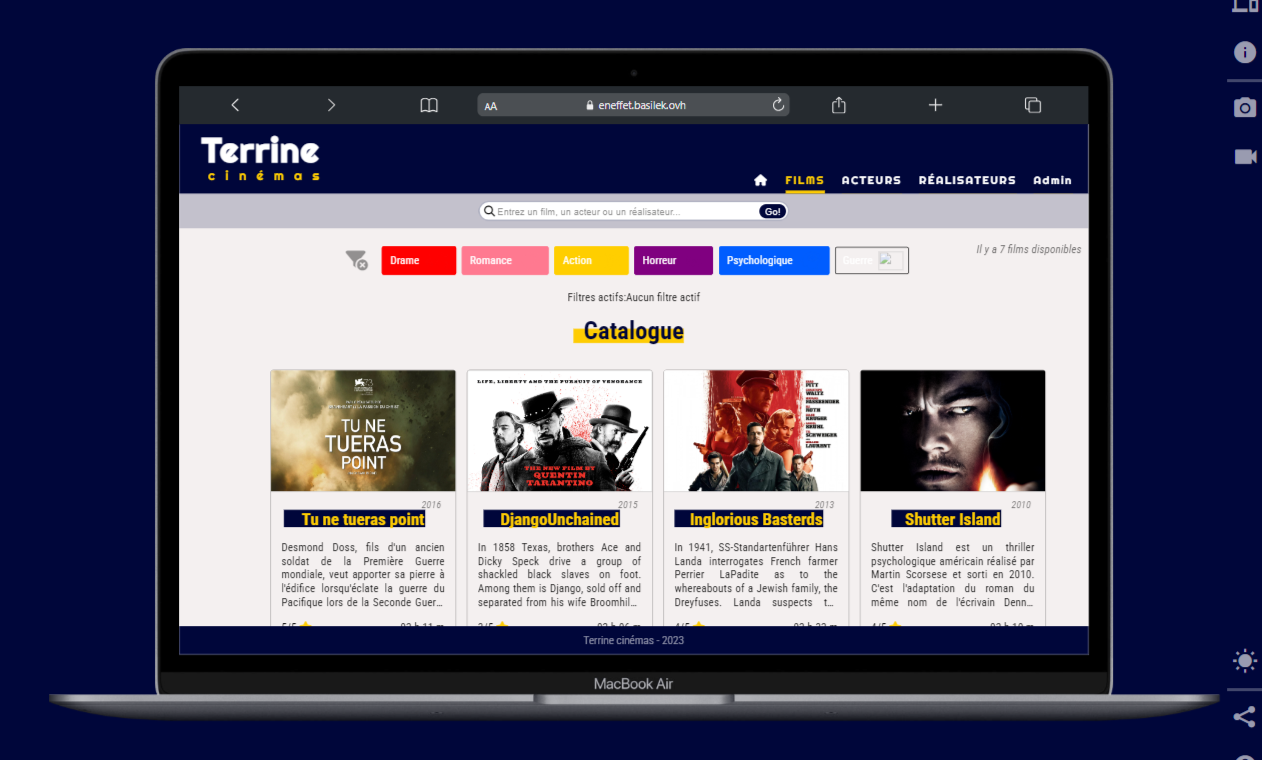 AA
eneffet.basilek.ovh
Terrine
cinémas
FILMS
ACTEURS
RÉALISATEURS
Admin
Entrez un film, un acteur ou un réalisateur...
Go!
Drame
Romance
Action
Horreur
Psychologique
Guerre
Il y a 7 films disponibles
Filtres actifs:Aucun filtre actif
Catalogue
73
TU NE
TUERAS
POINT
LIFE, LIBERTY AND THE PURSUIT OF VENGEANCE
THE NEW FILM BY
QUENTIN
TARANTINO
PITT
WALTZ
FASSBENDER
ROTH
KRUGER
BRÜHL
SCHWEIGER
LAURENT
2016
Tu ne tueras point
Desmond Doss, fils d'un ancien
soldat de la Première Guerre
mondiale, veut apporter sa pierre à
l'édifice lorsqu'éclate la guerre du
Pacifique lors de la Seconde Guer...
2015
DjangoUnchained
In 1858 Texas, brothers Ace and
Dicky Speck drive a group of
shackled black slaves on foot.
Among them is Django, sold off and
separated from his wife Broomhil...
2013
Inglorious Basterds
In 1941, SS-Standartenführer Hans
Landa interrogates French farmer
Perrier LaPadite as to the
whereabouts of a Jewish family, the
Dreyfuses. Landa suspects t...
2010
Shutter Island
Shutter Island est un thriller
psychologique américain réalisé par
Martin Scorsese et sorti en 2010.
C'est l'adaptation du roman du
même nom de l'écrivain Denn...
Terrine cinémas - 2023
MacBook Air